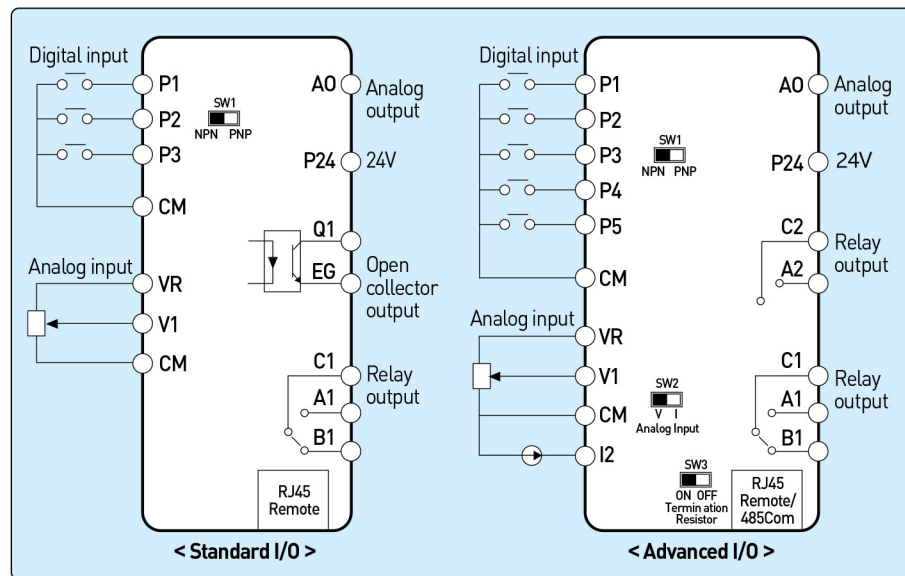 Digital input
P1
P2
P3
CM
SW1
NPN PNP
AO
Analog
output
P24
24V
Q1
EG
Open
collector
output
Analog input
VR
V1
CM
C1
A1
B1
Relay
output
RJ45
Remote
< Standard I/O >
Digital input
P1
P2
P3
P4
P5
CM
SW1
NPN PNP
AO
Analog
output
P24
24V
C2
A2
Relay
output
Analog input
VR
V1
CM
I2
SW2
V I
Analog Input
C1
A1
B1
Relay
output
SW3
ON OFF
Termin ation
Resistor
RJ45
Remote/
485Com
< Advanced I/O >